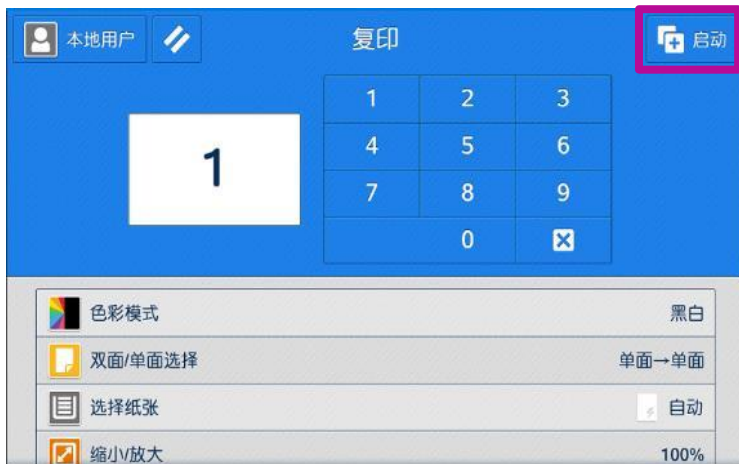 本地用户 复印 启动
1 2 3
1
4 5 6
7 8 9
0
色彩模式 黑白
双面/单面选择 单面→单面
选择纸张 自动
缩小/放大 100%